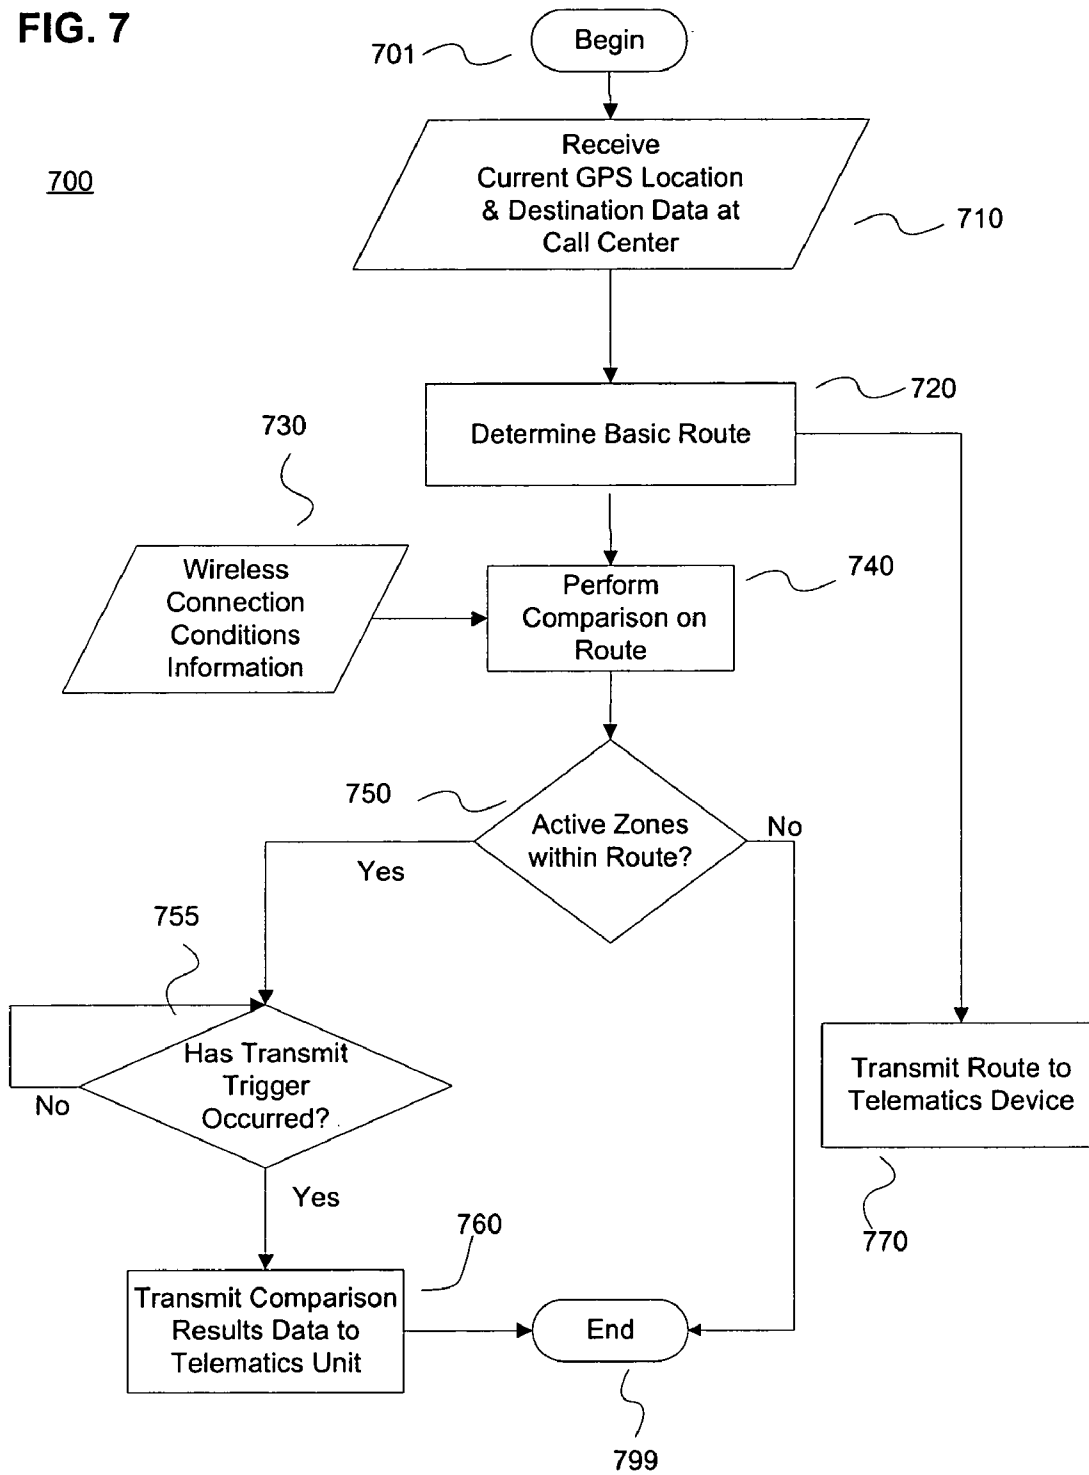 FIG. 7
701
Begin
700
Receive
Current GPS Location
& Destination Data at
Call Center
710
720
Determine Basic Route
730
Wireless
Connection
Conditions
Information
740
Perform
Comparison on
Route
750
Active Zones
within Route?
No
Yes
755
Has Transmit
Trigger
Occurred?
No
Yes
Transmit Route to
Telematics Device
770
760
Transmit Comparison
Results Data to
Telematics Unit
End
799